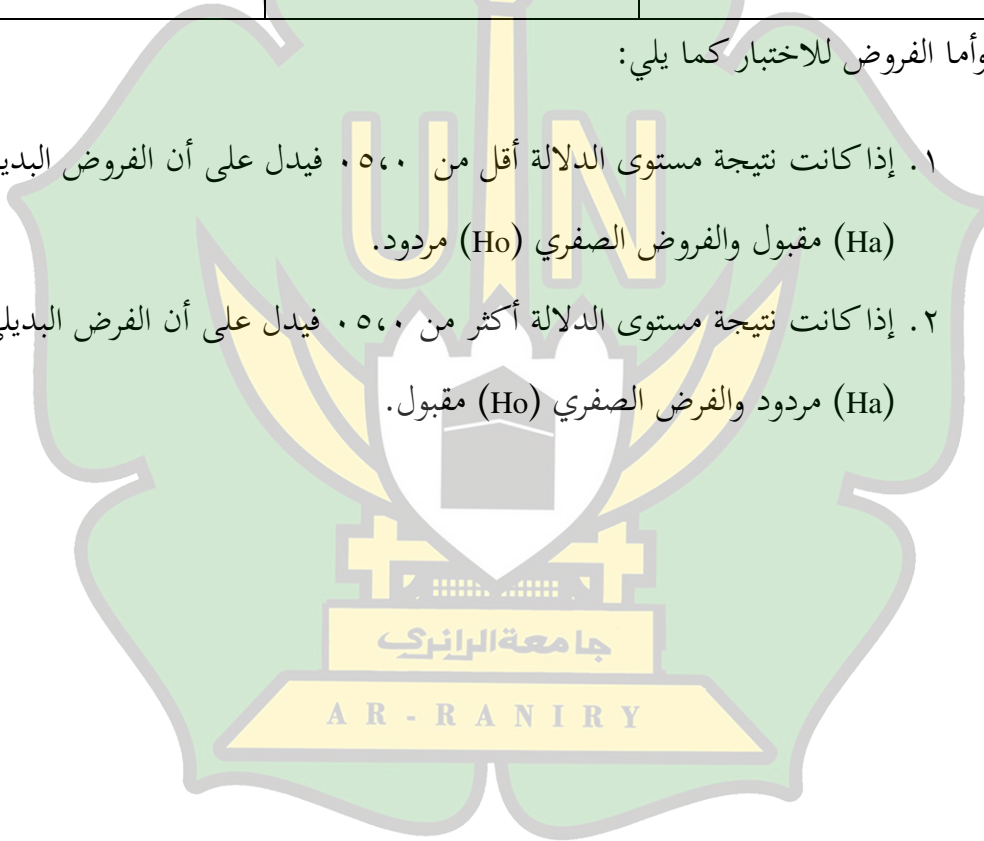 وأما الفروض للاختبار كما يلي:
١. إذا كانت نتيجة مستوى الدلالة أقل من ٠،٠٥ فيدل على أن الفروض
(Ha) مقبول والفروض الصفري (Ho) مردود.
٢. إذا كانت نتيجة مستوى الدلالة أكثر من ٠،٠٥ فيدل على أن الفرض
(Ha) مردود والفرض الصفري (Ho) مقبول.
UIN
جامعة الرانري
AR-RANIRY